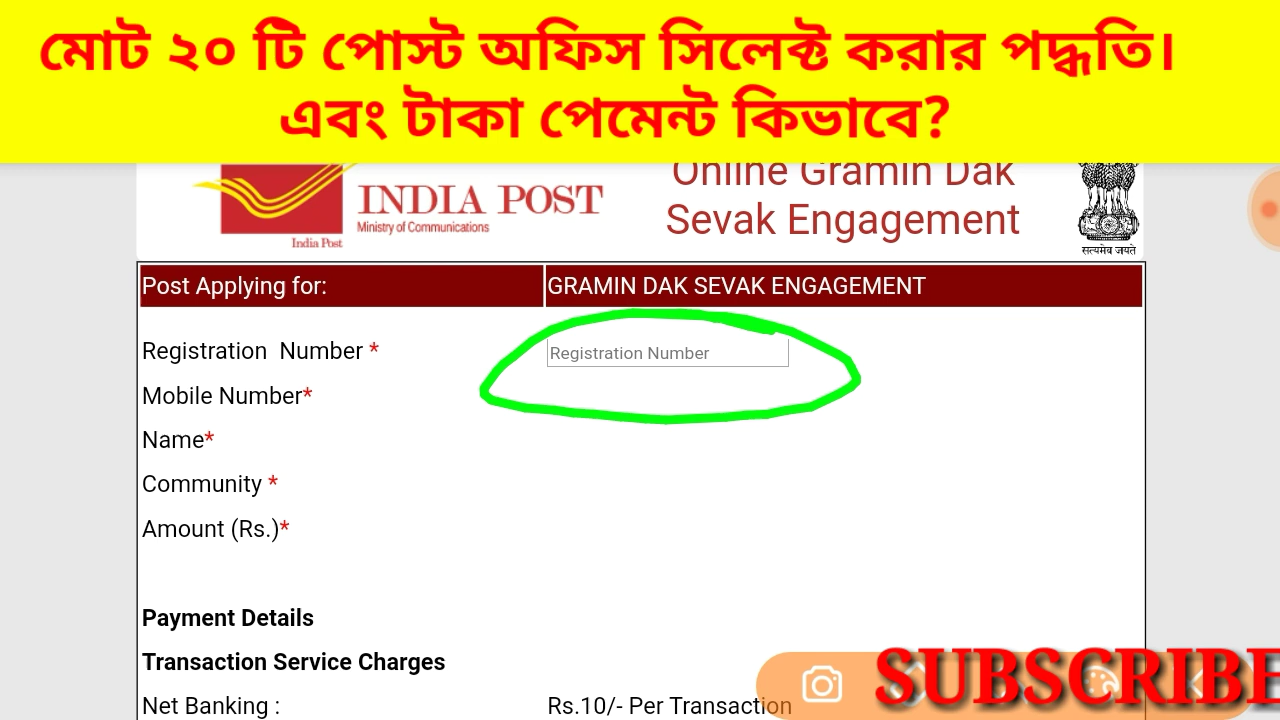 মোট ২০ টি পোস্ট অফিস সিলেক্ট করার পদ্ধতি।
এবং টাকা পেমেন্ট কিভাবে?
INDIA POST
Ministry of Communications
India Post
Online Gramin Dak
Sevak Engagement
सत्यमेव जयते
Post Applying for: GRAMIN DAK SEVAK ENGAGEMENT
Registration Number * Registration Number
Mobile Number*
Name*
Community *
Amount (Rs.)*
Payment Details
Transaction Service Charges
Net Banking : Rs.10/- Per Transaction
SUBSCRIBE